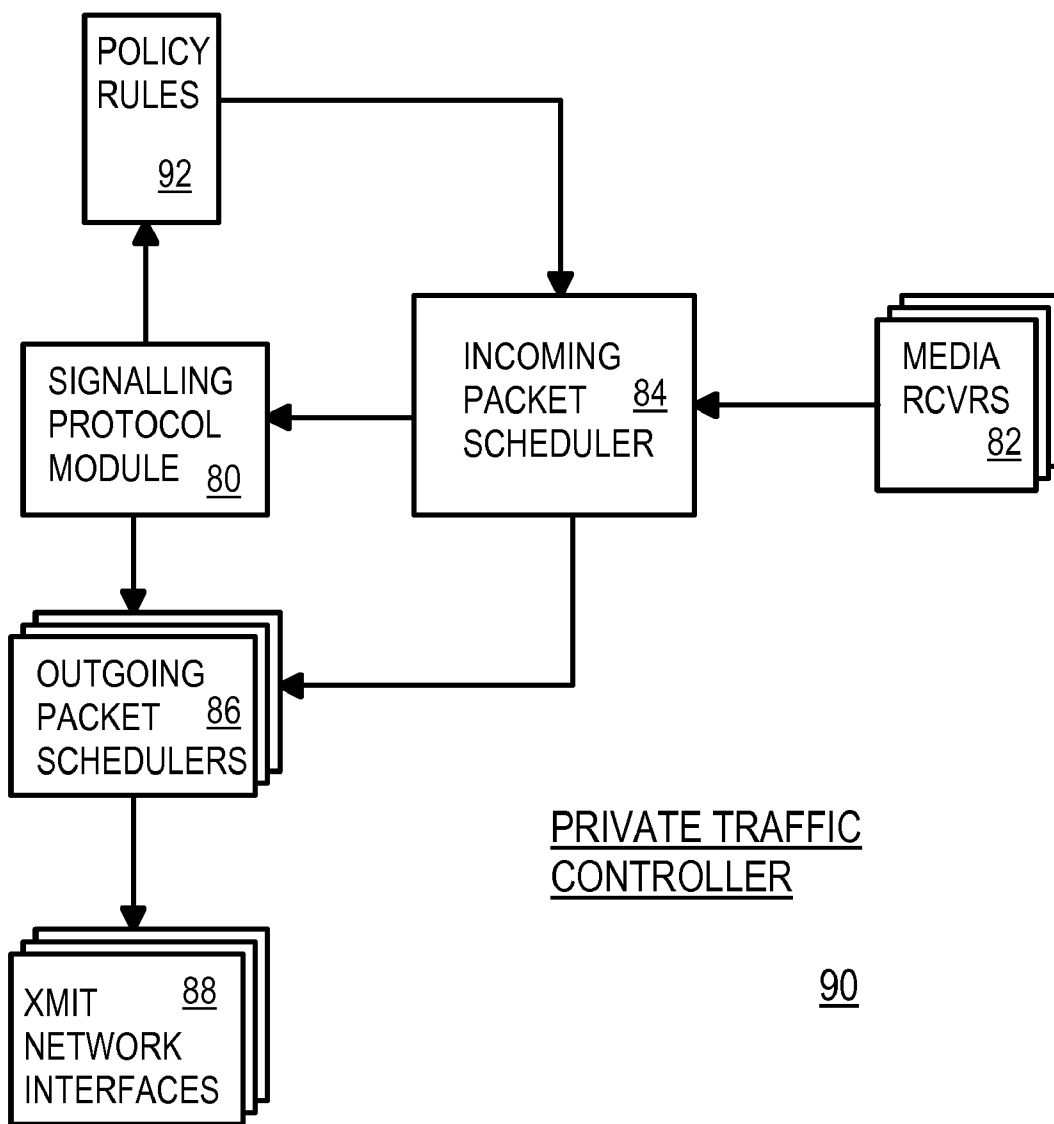 POLICY
RULES
92
SIGNALLING
PROTOCOL
MODULE
80
INCOMING
PACKET
SCHEDULER
84
MEDIA
RCVRS
82
OUTGOING
PACKET
SCHEDULERS
86
PRIVATE TRAFFIC
CONTROLLER
90
XMIT
NETWORK
INTERFACES
88